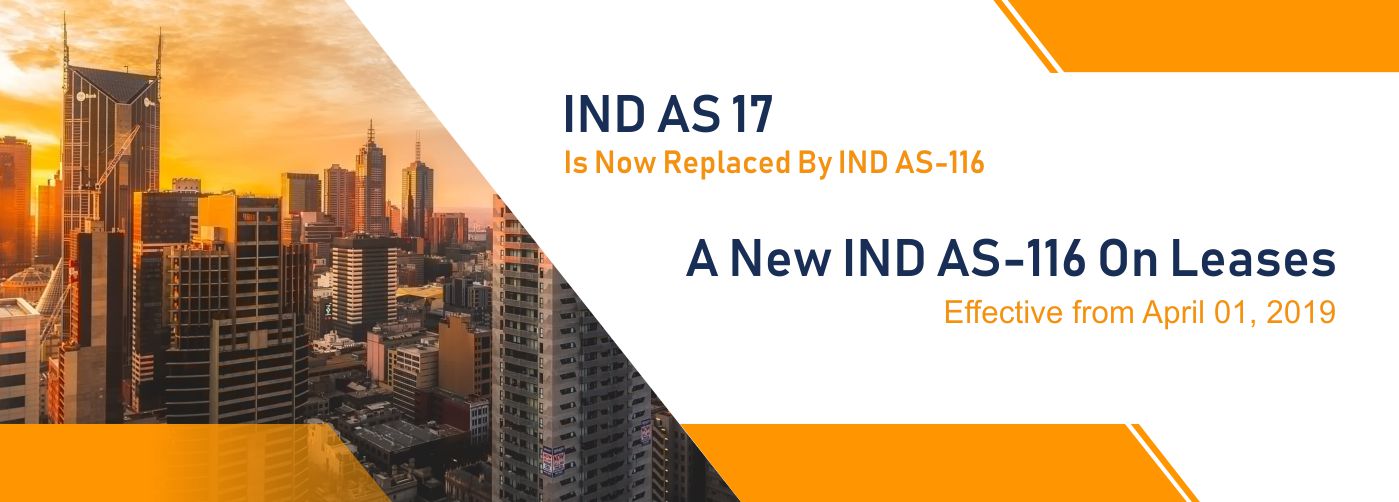 IND AS 17
Is Now Replaced By IND AS-116
A New IND AS-116 On Leases
Effective from April 01, 2019